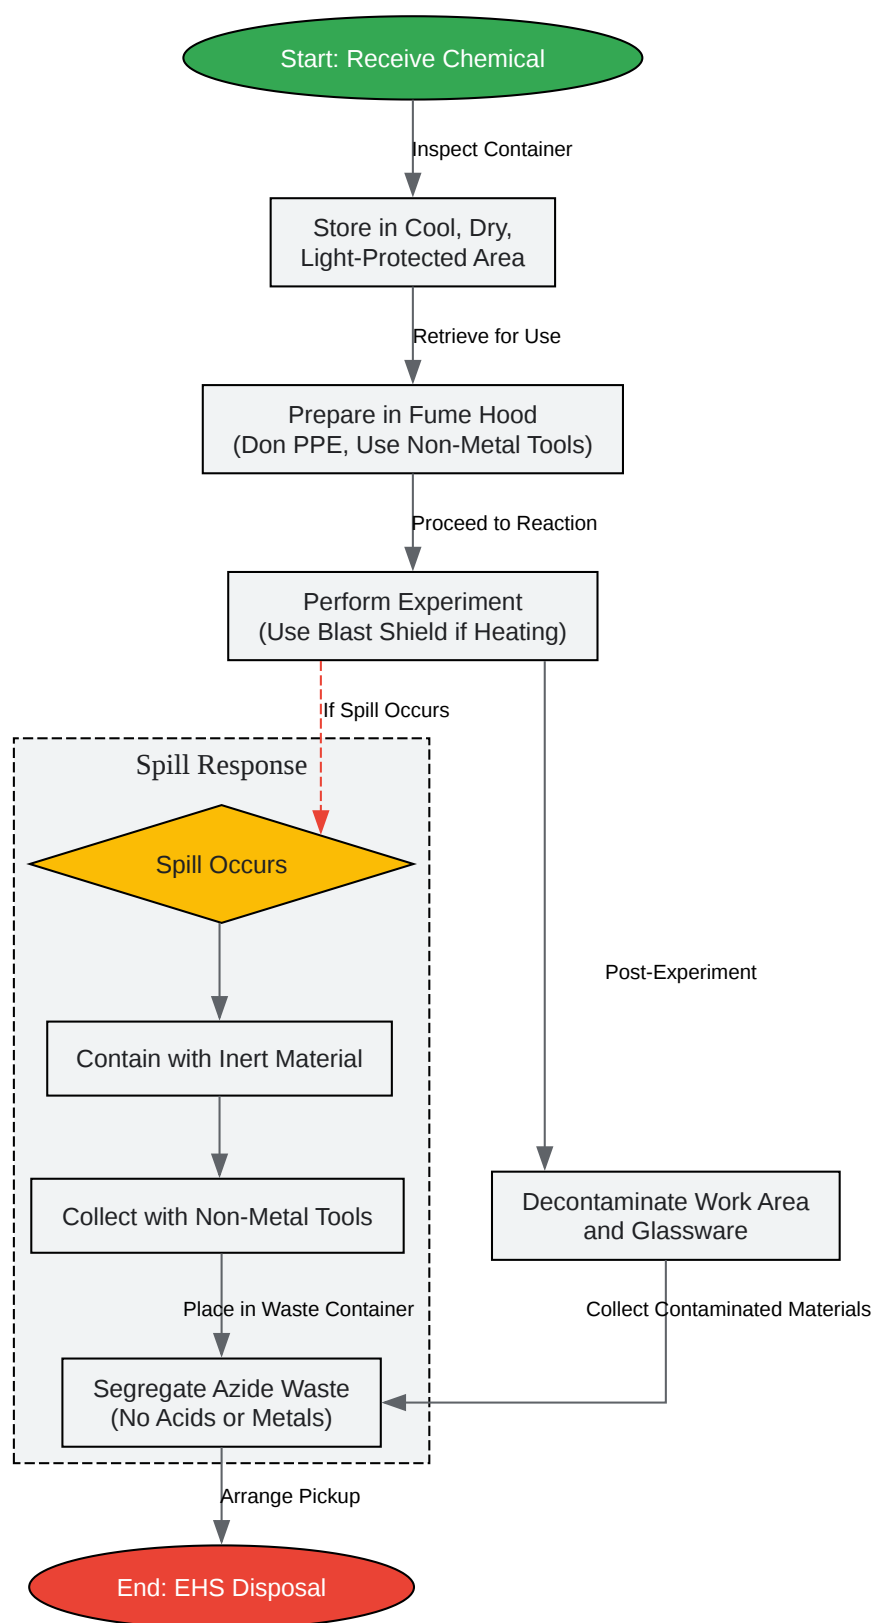 Start: Receive Chemical
Inspect Container
Store in Cool, Dry,
Light-Protected Area
Retrieve for Use
Prepare in Fume Hood
(Don PPE, Use Non-Metal Tools)
Proceed to Reaction
Perform Experiment
(Use Blast Shield if Heating)
If Spill Occurs
Spill Response
Spill Occurs
Post-Experiment
Contain with Inert Material
Collect with Non-Metal Tools
Decontaminate Work Area
and Glassware
Place in Waste Container
Collect Contaminated Materials
Segregate Azide Waste
(No Acids or Metals)
Arrange Pickup
End: EHS Disposal